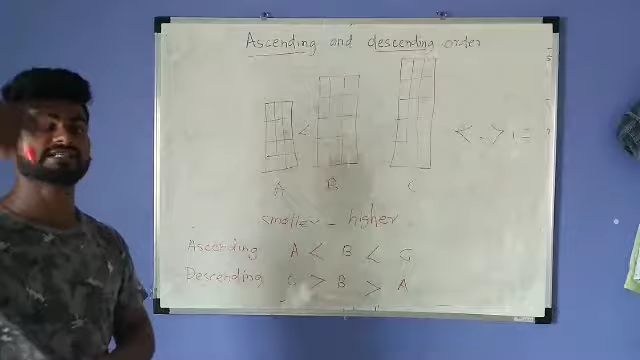 Ascending and descending order
<
< , > , =
A B C
smaller - higher
Ascending A < B < C
Descending C > B > A